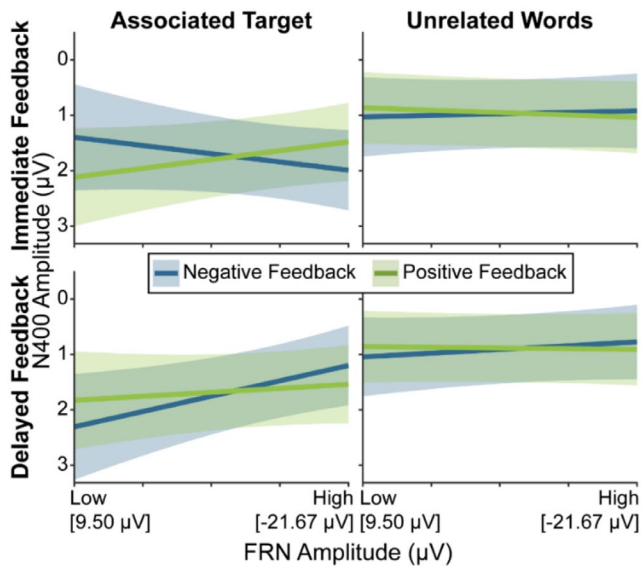 Associated Target
Unrelated Words
Immediate Feedback
0
1
2
3
N400 Amplitude (µV)
Negative Feedback
Positive Feedback
Delayed Feedback
0
1
2
3
Low
[9.50 µV]
High
[-21.67 µV]
Low
[9.50 µV]
High
[-21.67 µV]
FRN Amplitude (µV)